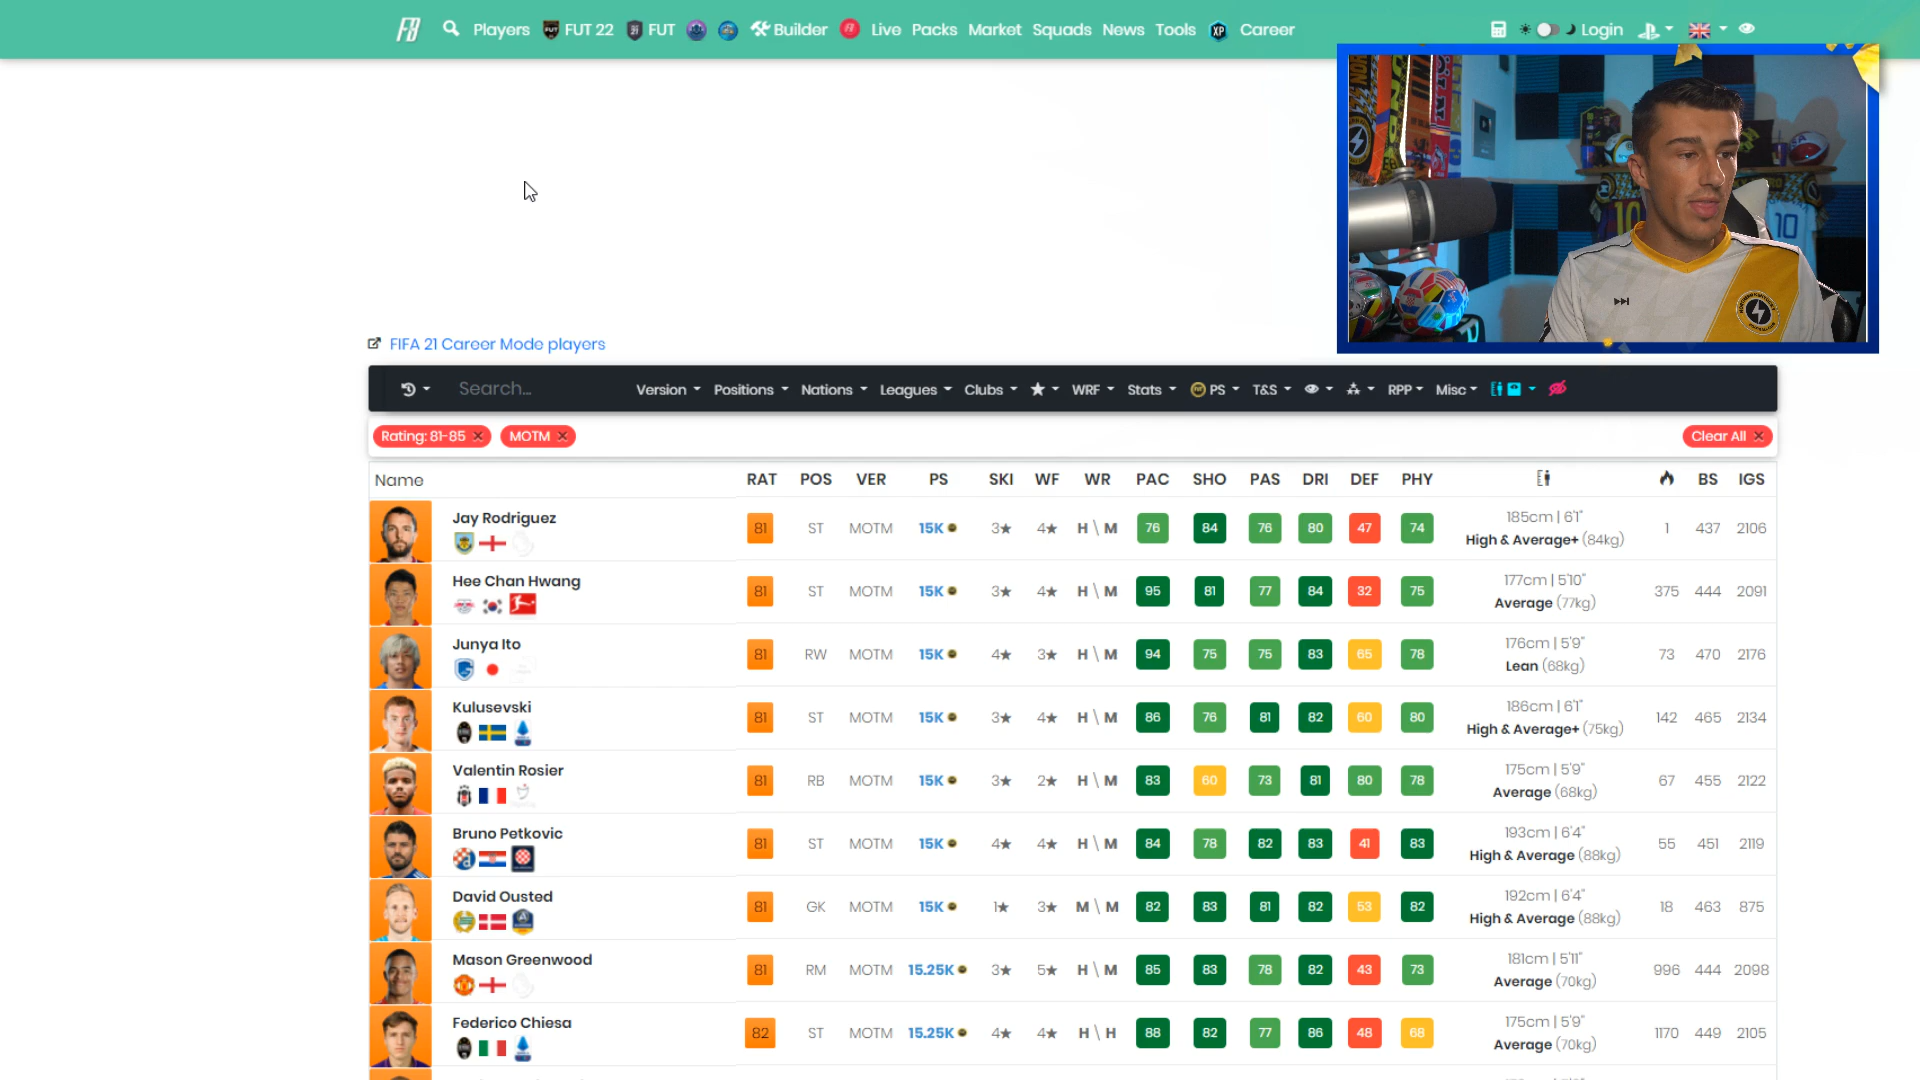 Players FUT 22 FUT Builder Live Packs Market Squads News Tools XP Career Login
FIFA 21 Career Mode players
Search... Version Positions Nations Leagues Clubs ★ WRF Stats PS T&S RPP Misc
Rating: 81-85 × MOTM × Clear All ×
Name RAT POS VER PS SKI WF WR PAC SHO PAS DRI DEF PHY BS IGS
Jay Rodriguez 81 ST MOTM 15K 3★ 4★ H \ M 76 84 76 80 47 74 185cm | 6'1" 1 437 2106
High & Average+ (84kg)
Hee Chan Hwang 81 ST MOTM 15K 3★ 4★ H \ M 95 81 77 84 32 75 177cm | 5'10" 375 444 2091
Average (77kg)
Junya Ito 81 RW MOTM 15K 4★ 3★ H \ M 94 75 75 83 65 78 176cm | 5'9" 73 470 2176
Lean (68kg)
Kulusevski 81 ST MOTM 15K 3★ 4★ H \ M 86 76 81 82 60 80 186cm | 6'1" 142 465 2134
High & Average+ (75kg)
Valentin Rosier 81 RB MOTM 15K 3★ 2★ H \ M 83 60 73 81 80 78 175cm | 5'9" 67 455 2122
Average (68kg)
Bruno Petkovic 81 ST MOTM 15K 4★ 4★ H \ M 84 78 82 83 41 83 193cm | 6'4" 55 451 2119
High & Average (88kg)
David Ousted 81 GK MOTM 15K 1★ 3★ M \ M 82 83 81 82 53 82 192cm | 6'4" 18 463 875
High & Average (88kg)
Mason Greenwood 81 RM MOTM 15.25K 3★ 5★ H \ M 85 83 78 82 43 73 181cm | 5'11" 996 444 2098
Average (70kg)
Federico Chiesa 82 ST MOTM 15.25K 4★ 4★ H \ H 88 82 77 86 48 68 175cm | 5'9" 1170 449 2105
Average (70kg)